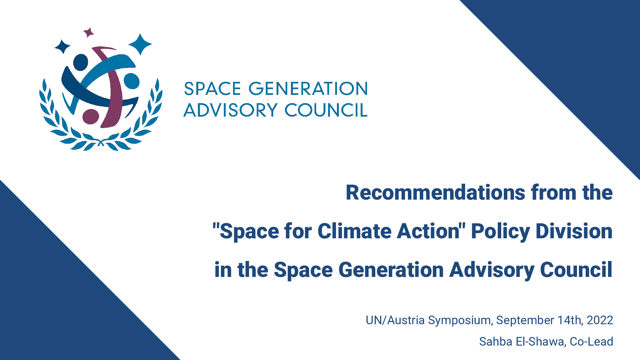 SPACE GENERATION
ADVISORY COUNCIL
Recommendations from the
"Space for Climate Action" Policy Division
in the Space Generation Advisory Council
UN/Austria Symposium, September 14th, 2022
Sahba El-Shawa, Co-Lead